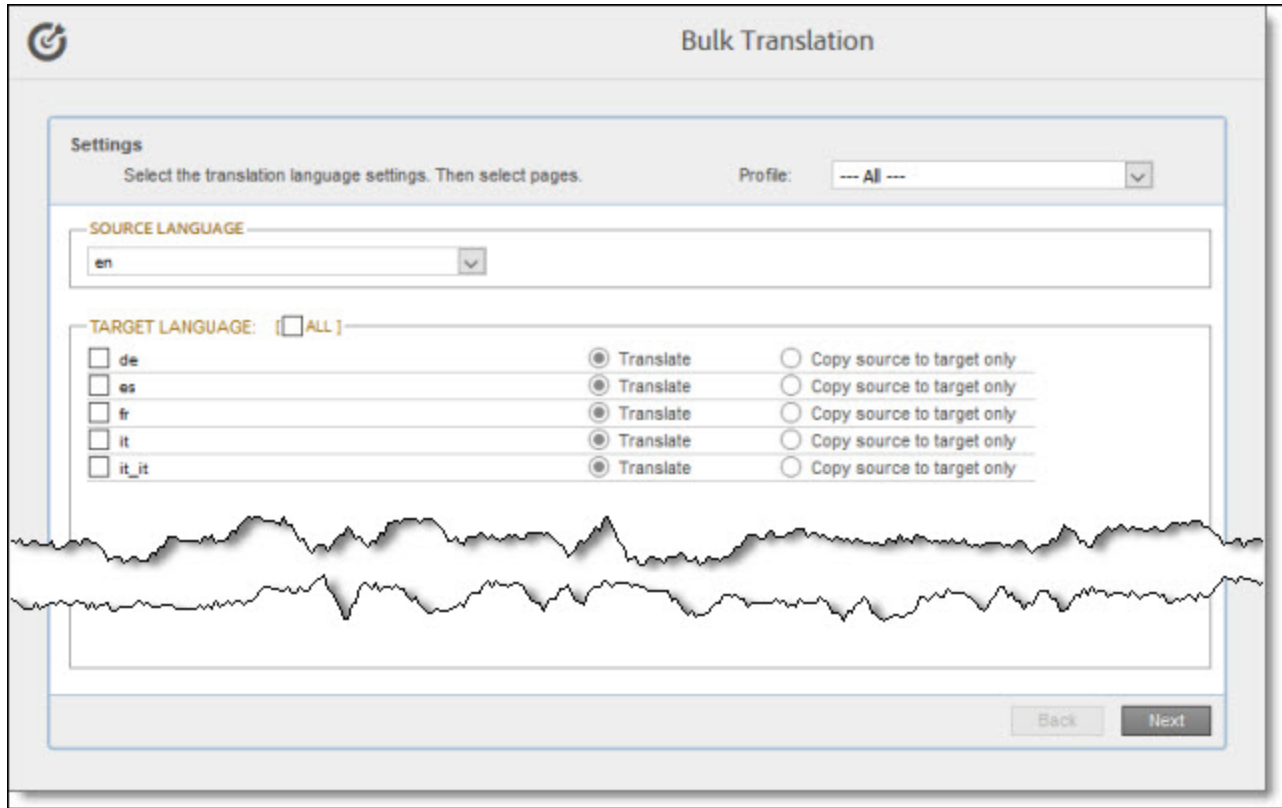 Bulk Translation
Settings
Select the translation language settings. Then select pages. Profile: --- All ---
SOURCE LANGUAGE
en
TARGET LANGUAGE: [ ALL ]
de Translate Copy source to target only
es Translate Copy source to target only
fr Translate Copy source to target only
it Translate Copy source to target only
it_it Translate Copy source to target only
Back Next